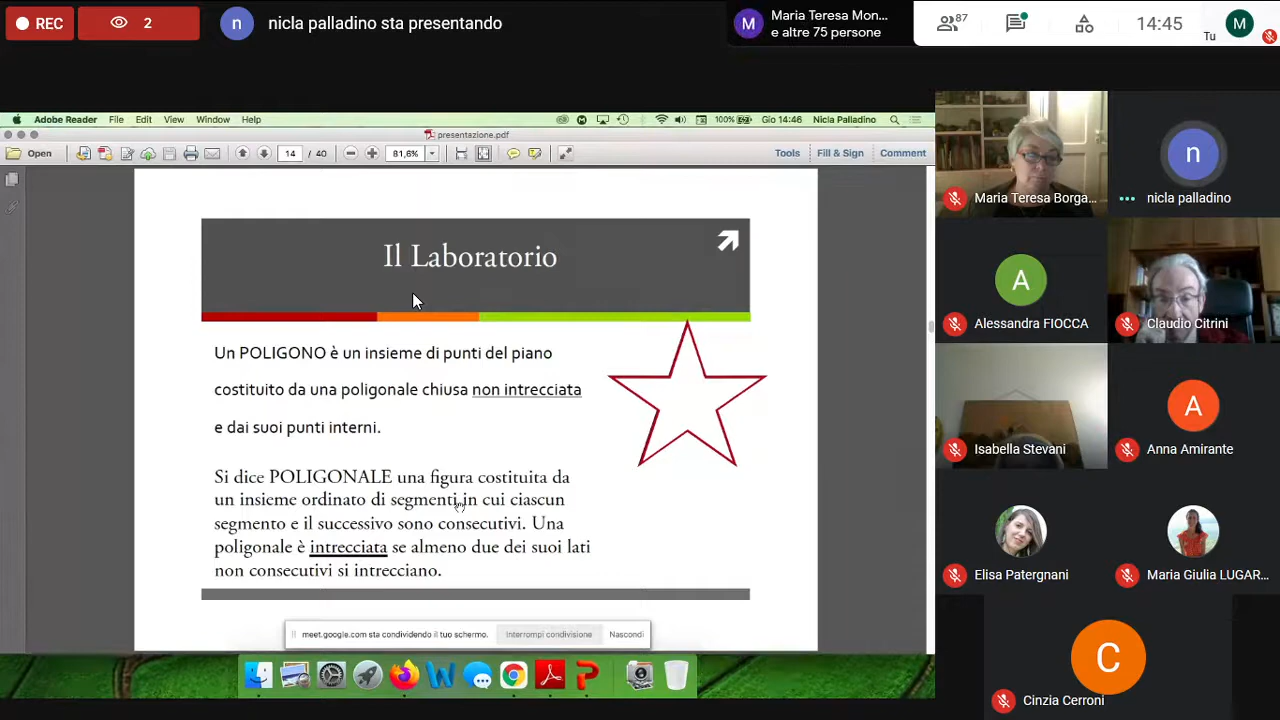 REC
2
n
nicla palladino sta presentando
M
Maria Teresa Mon...
e altre 75 persone
87
14:45
Tu
M
Adobe Reader File Edit View Window Help
100%
Gio 14:46 Nicla Palladino
presentazione.pdf
Open
14 / 40
81,6%
Tools
Fill & Sign
Comment
Il Laboratorio
Un POLIGONO è un insieme di punti del piano
costituito da una poligonale chiusa non intrecciata
e dai suoi punti interni.
Si dice POLIGONALE una figura costituita da
un insieme ordinato di segmenti in cui ciascun
segmento e il successivo sono consecutivi. Una
poligonale è intrecciata se almeno due dei suoi lati
non consecutivi si intrecciano.
meet.google.com sta condividendo il tuo schermo.
Interrompi condivisione
Nascondi
Maria Teresa Borga...
n
nicla palladino
A
Alessandra FIOCCA
Claudio Citrini
Isabella Stevani
A
Anna Amirante
Elisa Patergnani
Maria Giulia LUGAR...
C
Cinzia Cerroni